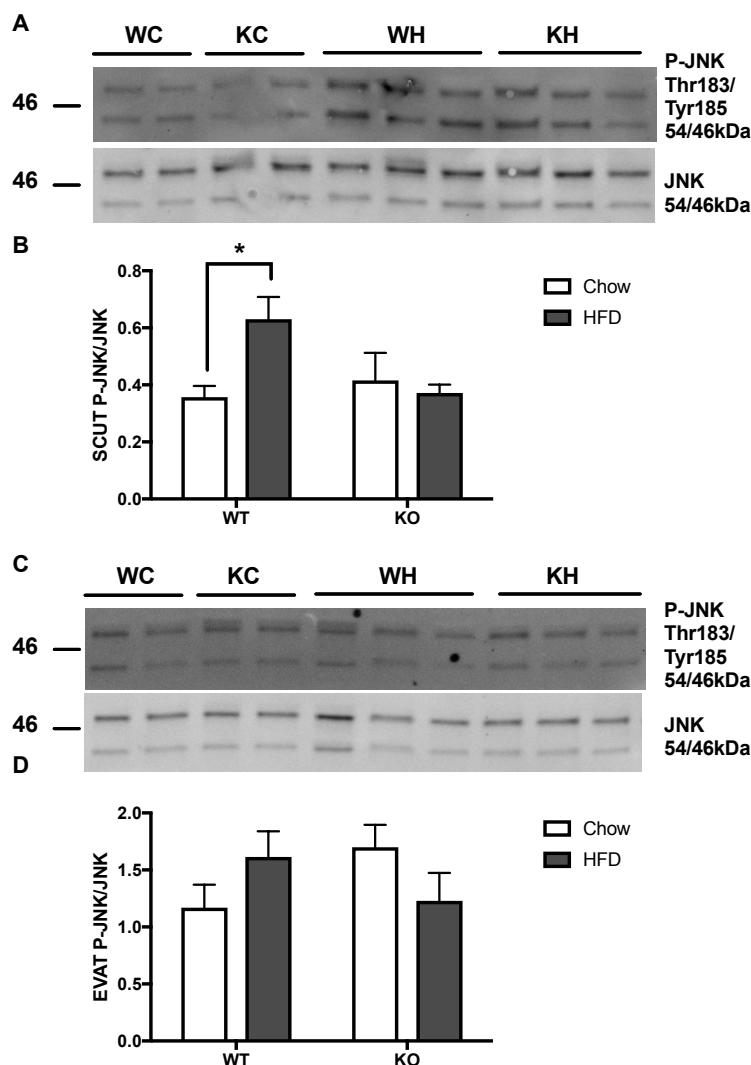 A
WC KC WH KH
P-JNK
Thr183/
Tyr185
54/46kDa
46
46
JNK
54/46kDa
B
*
0.8
0.6
0.4
0.2
0.0
SCUT P-JNK/JNK
WT KO
Chow
HFD
C
WC KC WH KH
P-JNK
Thr183/
Tyr185
54/46kDa
46
46
JNK
54/46kDa
D
2.0
1.5
1.0
0.5
0.0
EVAT P-JNK/JNK
WT KO
Chow
HFD